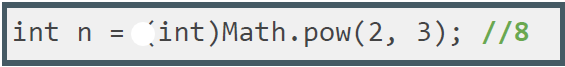 int n = (int)Math.pow(2, 3); //8